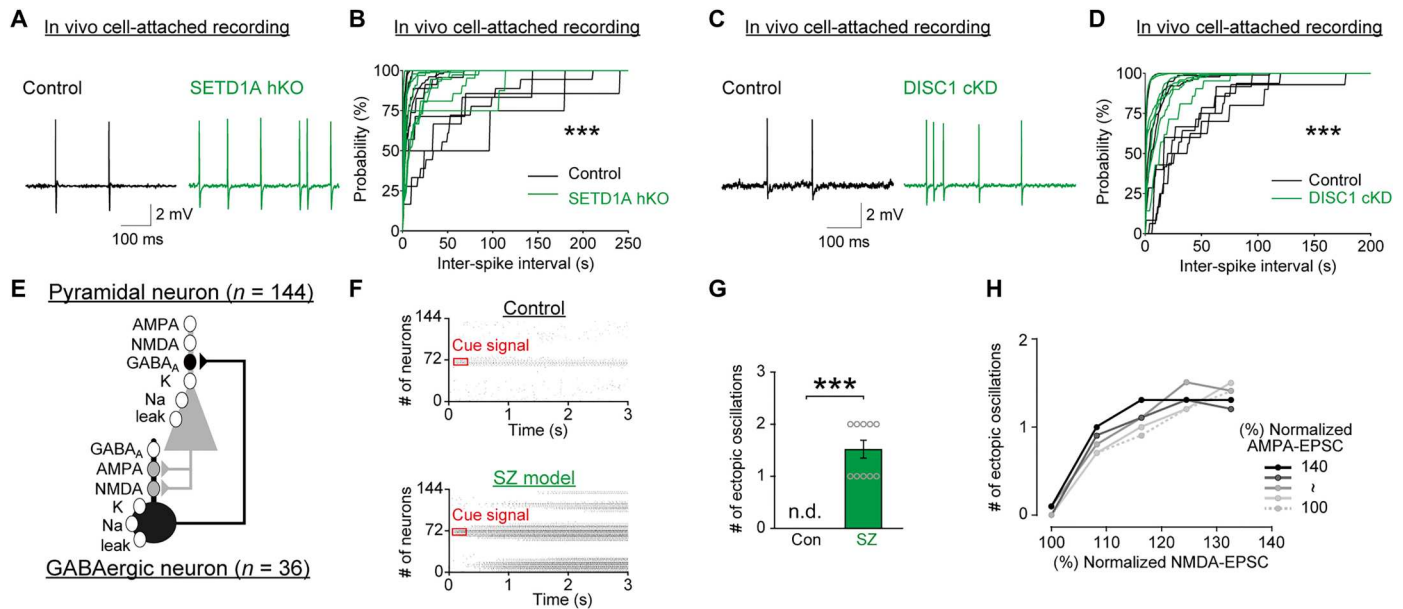 A
In vivo cell-attached recording
Control
SETD1A hKO
2 mV
100 ms
B
In vivo cell-attached recording
Probability (%)
100
75
50
25
0
***
Control
SETD1A hKO
0 50 100 150 200 250
Inter-spike interval (s)
C
In vivo cell-attached recording
Control
DISC1 cKD
2 mV
100 ms
D
In vivo cell-attached recording
Probability (%)
100
75
50
25
0
***
Control
DISC1 cKD
0 50 100 150 200
Inter-spike interval (s)
E
Pyramidal neuron (n = 144)
AMPA
NMDA
GABAA
K
Na
leak
GABAA
AMPA
NMDA
K
Na
leak
GABAergic neuron (n = 36)
F
Control
# of neurons
144
72
0
Cue signal
0 1 2 3
Time (s)
SZ model
# of neurons
144
72
0
Cue signal
0 1 2 3
Time (s)
G
# of ectopic oscillations
3
2
1
0
***
n.d.
Con SZ
H
# of ectopic oscillations
2
1
0
(%) Normalized
AMPA-EPSC
140
~
100
100 110 120 130 140
(%) Normalized NMDA-EPSC